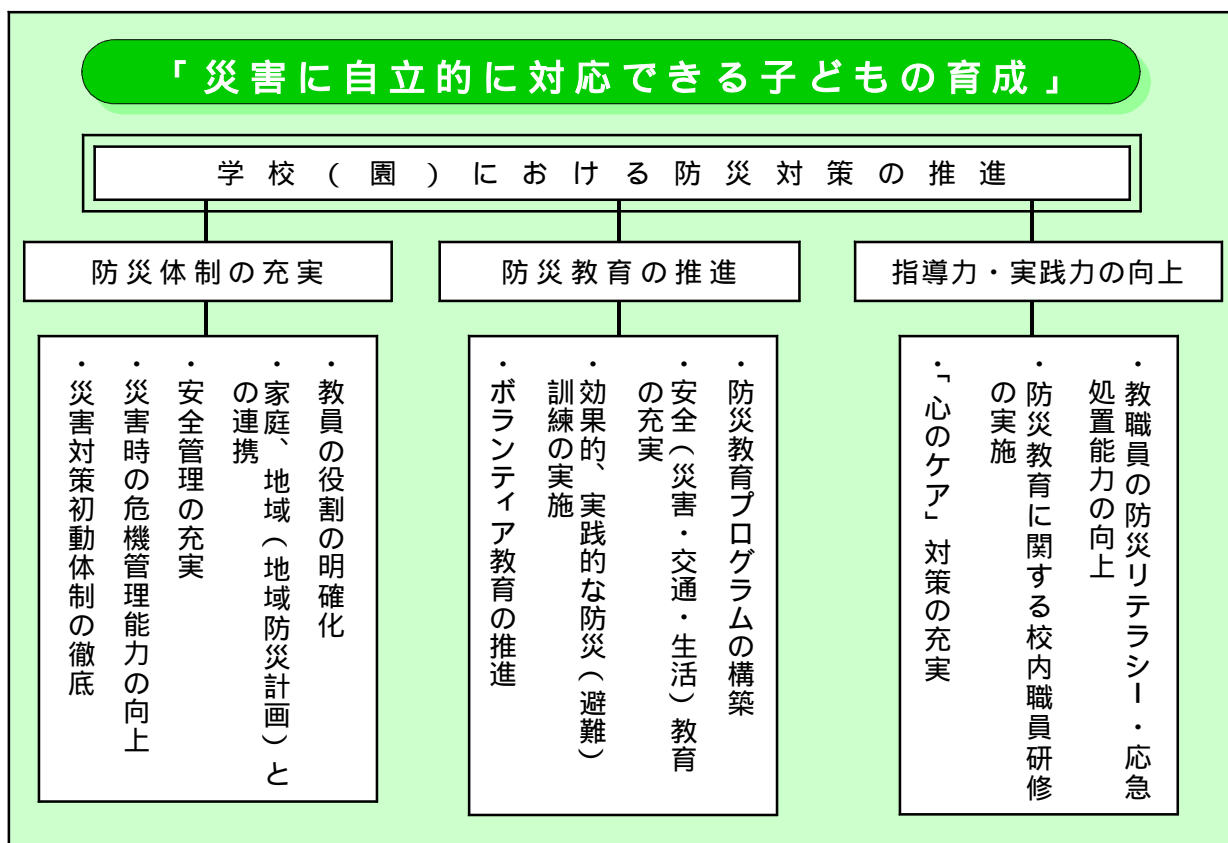 「災害に自立的に対応できる子どもの育成」
学校(園)における防災対策の推進
防災体制の充実
・教員の役割の明確化
・家庭、地域(地域防災計画)と
の連携
・安全管理の充実
・災害時の危機管理能力の向上
・災害対策初動体制の徹底
防災教育の推進
・防災教育プログラムの構築
・安全(災害・交通・生活)教育
の充実
・効果的、実践的な防災(避難)
訓練の実施
・ボランティア教育の推進
指導力・実践力の向上
・教職員の防災リテラシー・応急
処置能力の向上
・防災教育に関する校内職員研修
の実施
・「心のケア」対策の充実